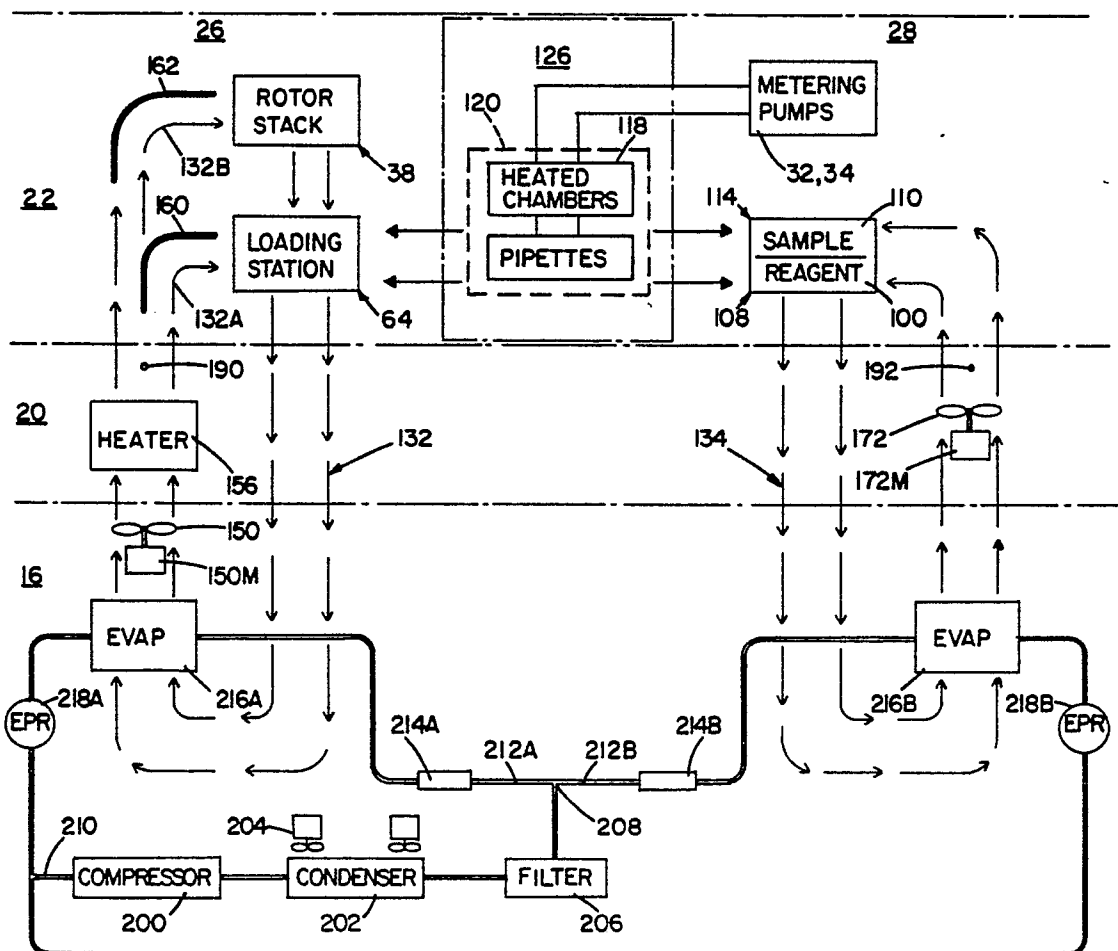 26
28
162
126
ROTOR
STACK
METERING
PUMPS
120
118
132B
38
HEATED
CHAMBERS
32,34
22
160
114
110
LOADING
STATION
PIPETTES
SAMPLE
REAGENT
132A
64
108
100
190
192
20
HEATER
132
134
172
156
172M
150
16
150M
EVAP
EVAP
218A
216A
216B
218B
EPR
214A
212A
212B
214B
EPR
204
208
210
COMPRESSOR
CONDENSER
FILTER
200
202
206